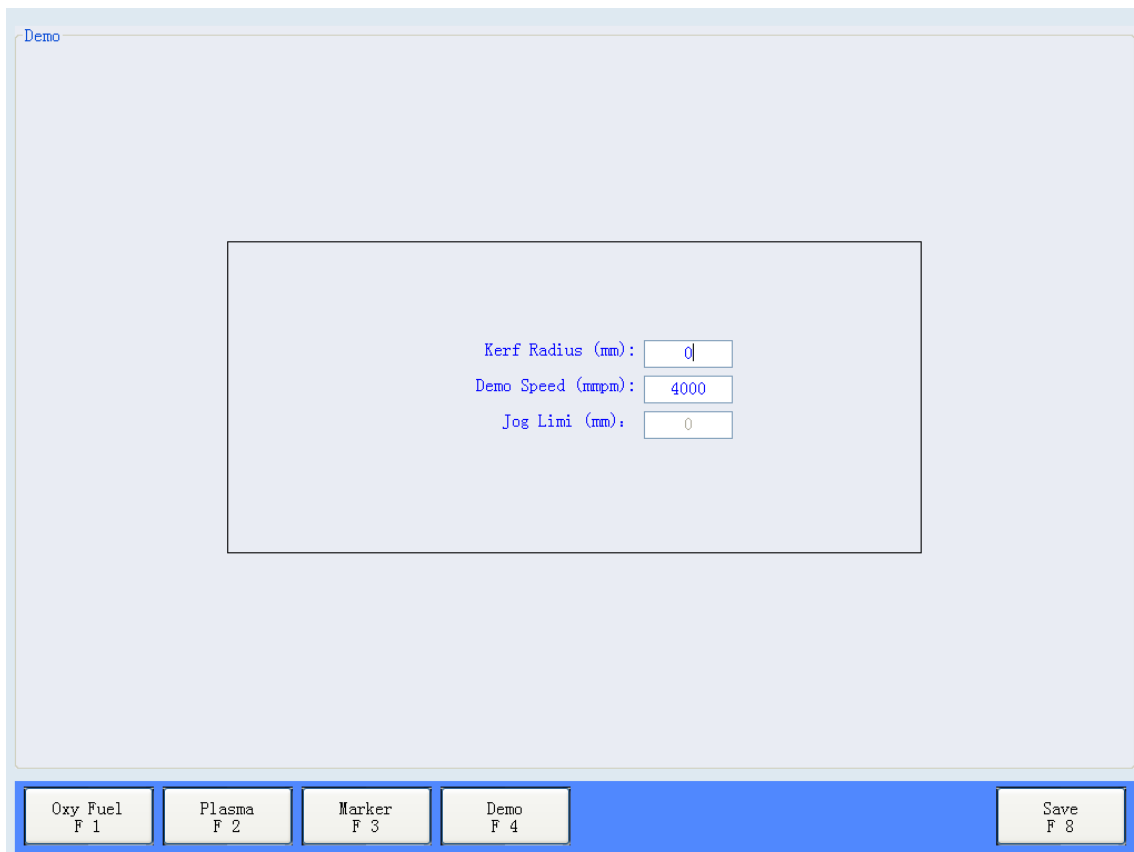 Demo
Kerf Radius (mm): 0
Demo Speed (mmpm): 4000
Jog Limi (mm): 0
Oxy Fuel
F 1
Plasma
F 2
Marker
F 3
Demo
F 4
Save
F 8